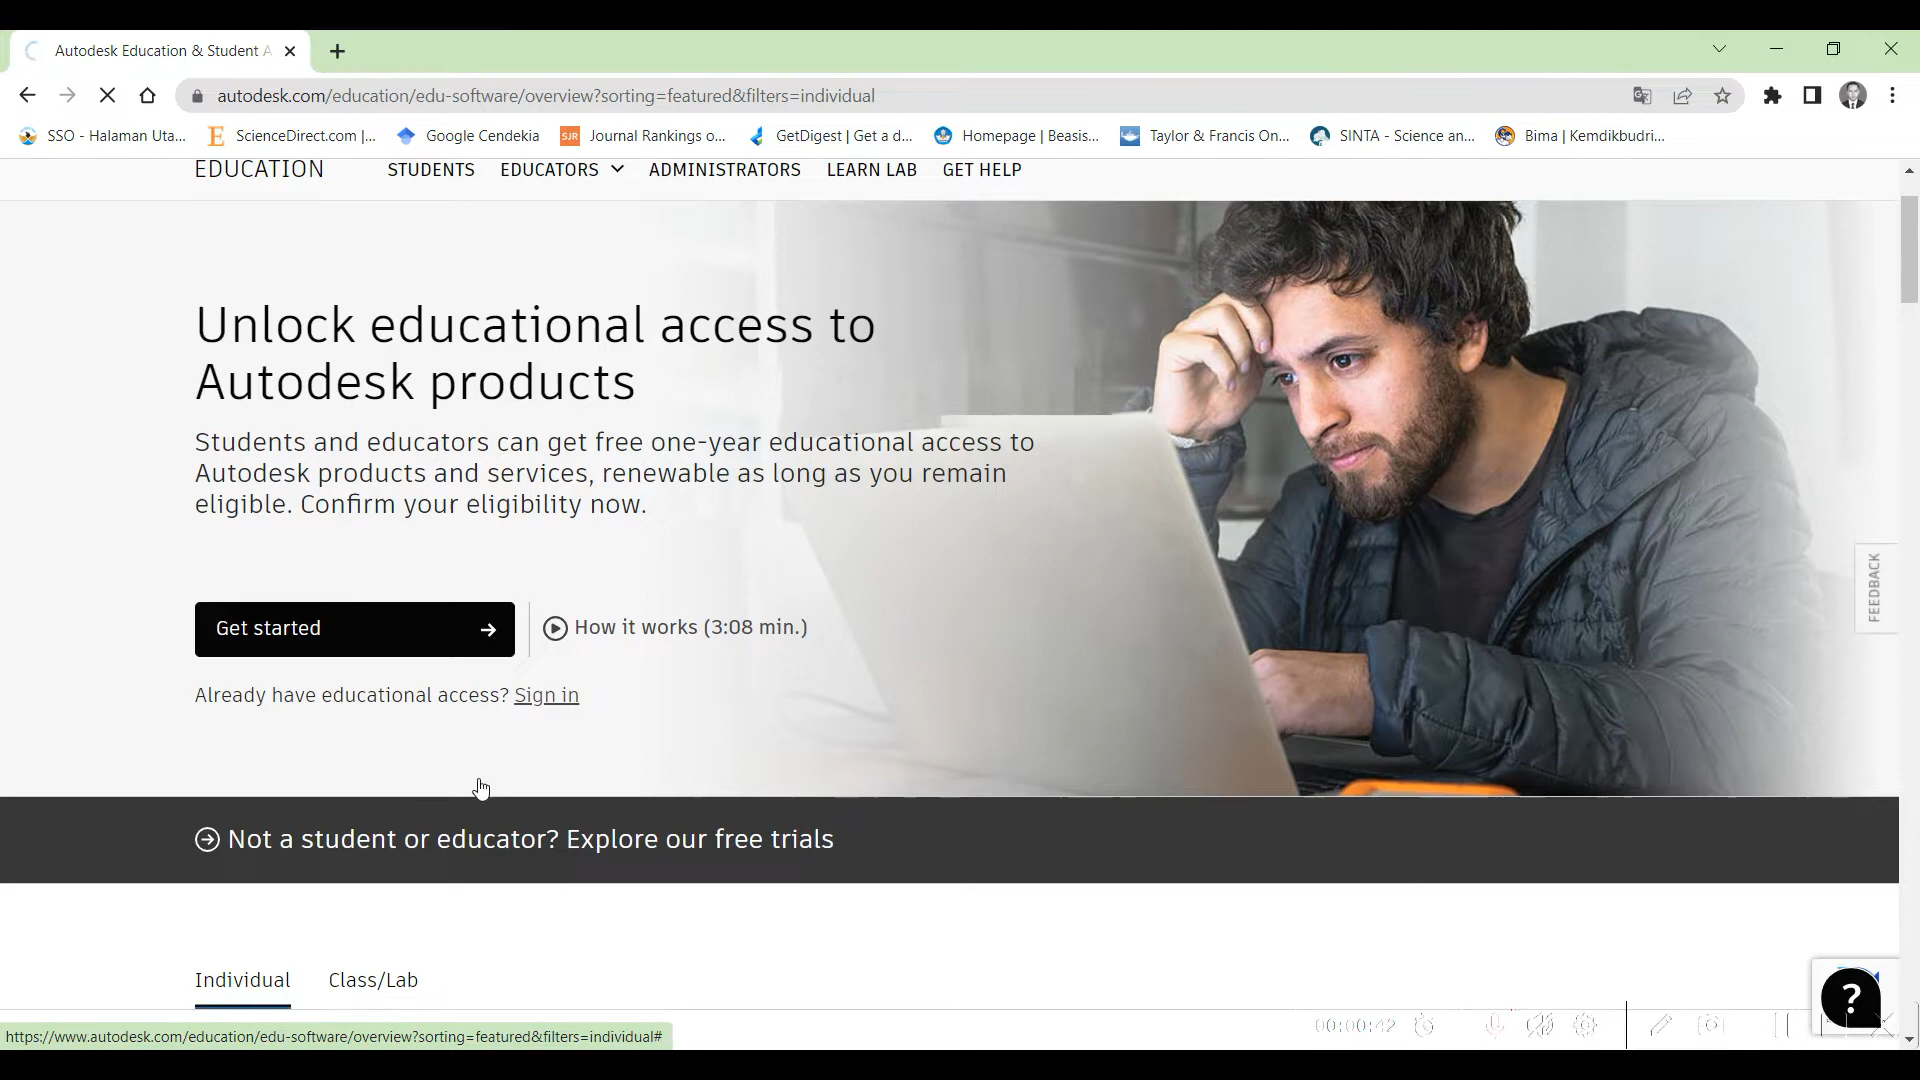 Autodesk Education & Student A
autodesk.com/education/edu-software/overview?sorting=featured&filters=individual
SSO - Halaman Uta...
ScienceDirect.com |...
Google Cendekia
SJR
Journal Rankings o...
GetDigest | Get a d...
Homepage | Beasis...
Taylor & Francis On...
SINTA - Science an...
Bima | Kemdikbudri...
EDUCATION
STUDENTS
EDUCATORS
ADMINISTRATORS
LEARN LAB
GET HELP
Unlock educational access to
Autodesk products
Students and educators can get free one-year educational access to
Autodesk products and services, renewable as long as you remain
eligible. Confirm your eligibility now.
Get started
How it works (3:08 min.)
Already have educational access? Sign in
FEEDBACK
Not a student or educator? Explore our free trials
Individual
Class/Lab
?
00:00:42
https://www.autodesk.com/education/edu-software/overview?sorting=featured&filters=individual#